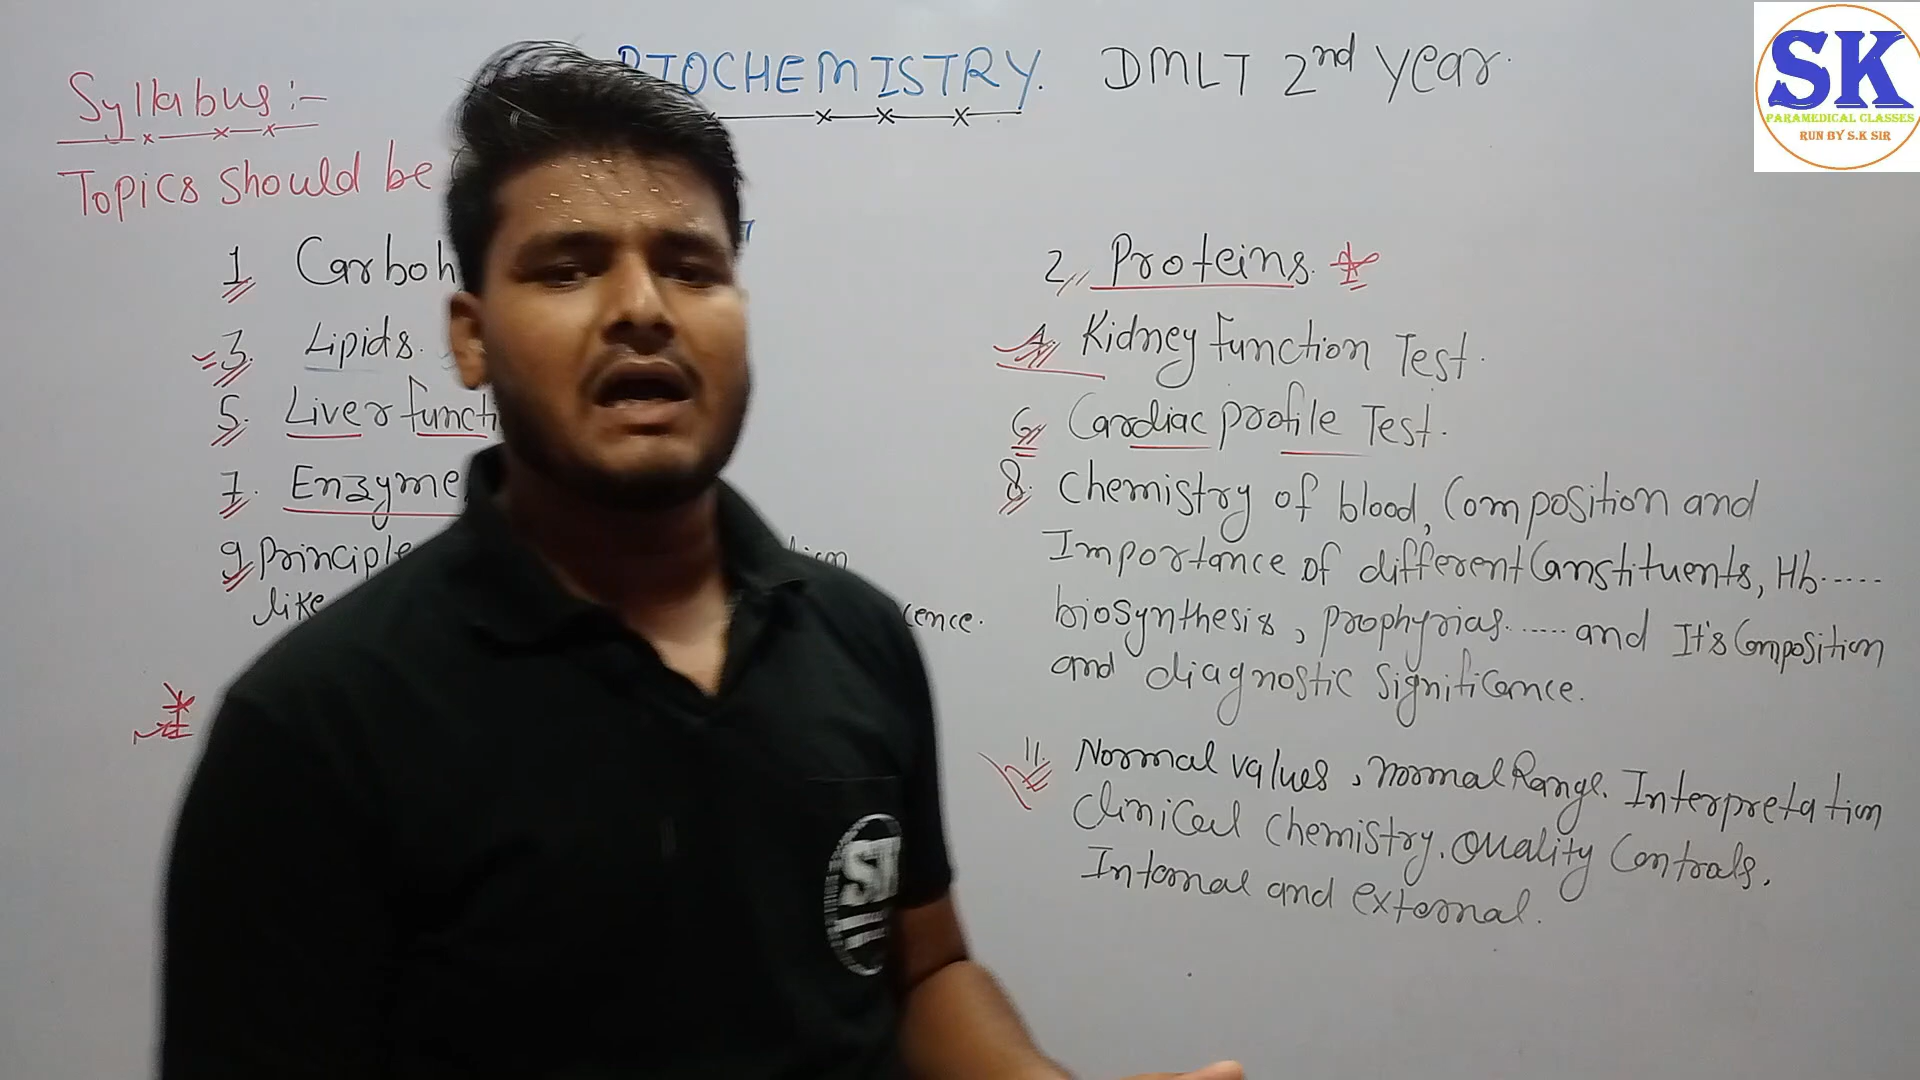 BIOCHEMISTRY. DMLT 2nd Year.
Syllabus:-
Topics should be
1 Carboh
2,, Proteins.
3. Lipids.
4. Kidney function Test.
5. Liver functi
6. Cardiac profile Test.
7. Enzyme
8. Chemistry of blood, Composition and
Importance of different Constituents, Hb.....
biosynthesis, prophyrias..... and It's Composition
and diagnostic significance.
9. Principle
like
cence.
11. Normal values, normal Range. Interpretation
Clinical chemistry. Quality Controls.
Internal and external.
SK
PARAMEDICAL CLASSES
RUN BY S.K SIR